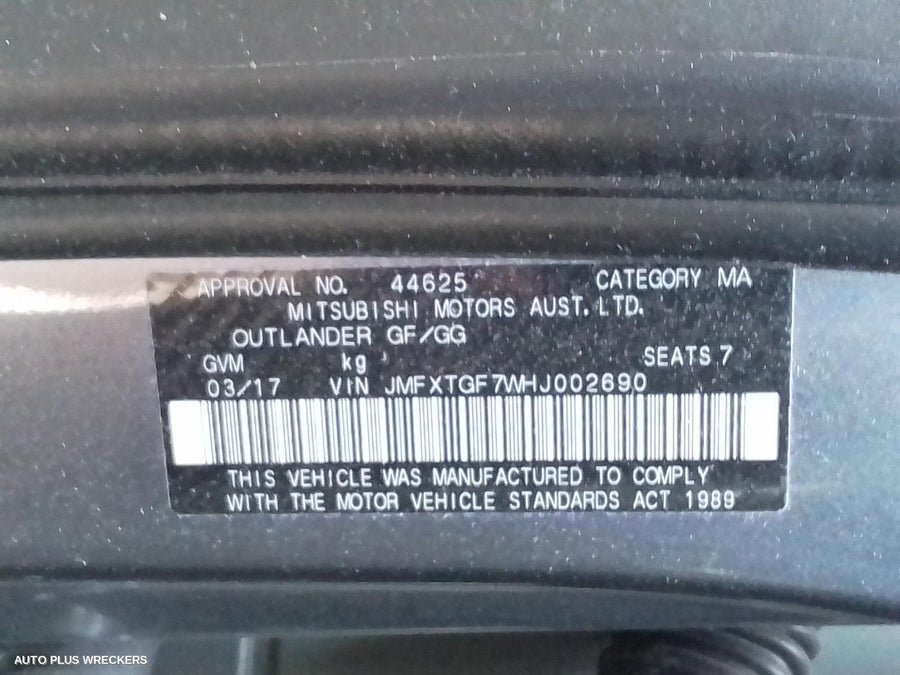 APPROVAL NO. 44625 CATEGORY MA
MITSUBISHI MOTORS AUST. LTD.
OUTLANDER GF/GG
GVM kg SEATS 7
03/17 VIN JMFXTGF7WHJ002690
THIS VEHICLE WAS MANUFACTURED TO COMPLY
WITH THE MOTOR VEHICLE STANDARDS ACT 1989
AUTO PLUS WRECKERS